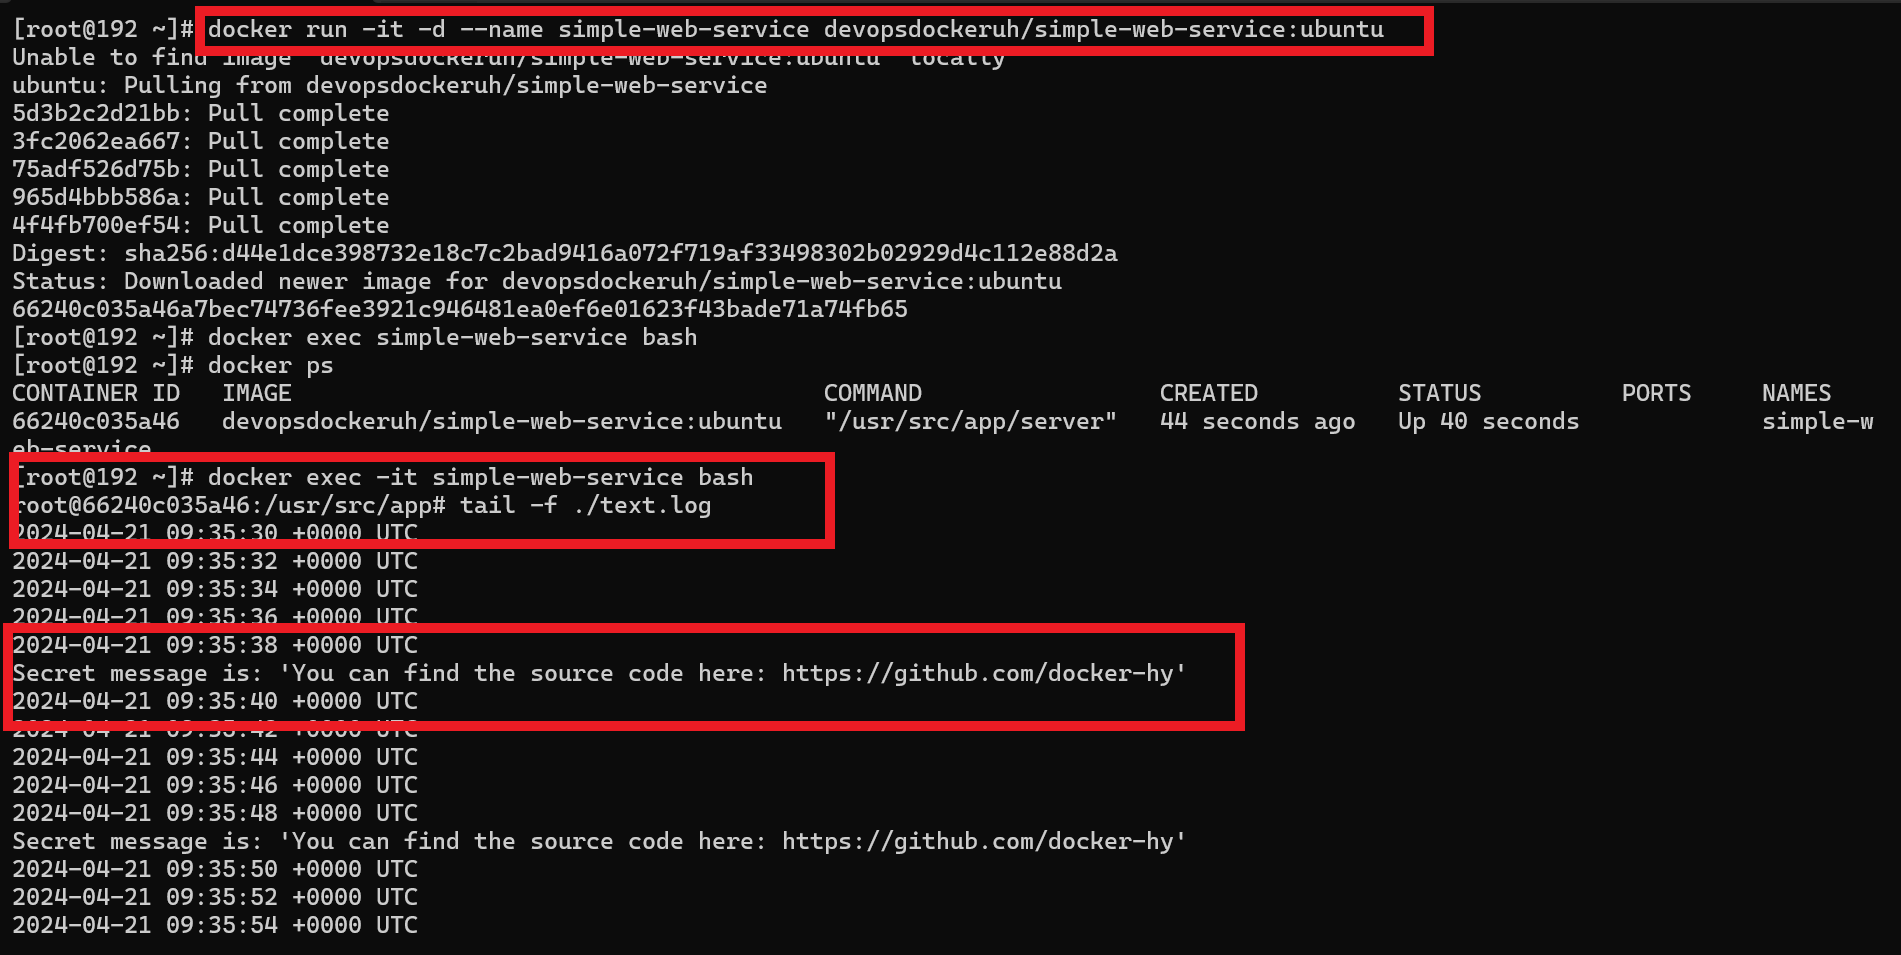 [root@192 ~]# docker run -it -d --name simple-web-service devopsdockeruh/simple-web-service:ubuntu
Unable to find image 'devopsdockeruh/simple-web-service:ubuntu' locally
ubuntu: Pulling from devopsdockeruh/simple-web-service
5d3b2c2d21bb: Pull complete
3fc2062ea667: Pull complete
75adf526d75b: Pull complete
965d4bbb586a: Pull complete
4f4fb700ef54: Pull complete
Digest: sha256:d44e1dce398732e18c7c2bad9416a072f719af33498302b02929d4c112e88d2a
Status: Downloaded newer image for devopsdockeruh/simple-web-service:ubuntu
66240c035a46a7bec74736fee3921c946481ea0ef6e01623f43bade71a74fb65
[root@192 ~]# docker exec simple-web-service bash
[root@192 ~]# docker ps
CONTAINER ID   IMAGE                                      COMMAND                 CREATED          STATUS          PORTS     NAMES
66240c035a46   devopsdockeruh/simple-web-service:ubuntu   "/usr/src/app/server"   44 seconds ago   Up 40 seconds             simple-w
eb-service
[root@192 ~]# docker exec -it simple-web-service bash
root@66240c035a46:/usr/src/app# tail -f ./text.log
2024-04-21 09:35:30 +0000 UTC
2024-04-21 09:35:32 +0000 UTC
2024-04-21 09:35:34 +0000 UTC
2024-04-21 09:35:36 +0000 UTC
2024-04-21 09:35:38 +0000 UTC
Secret message is: 'You can find the source code here: https://github.com/docker-hy'
2024-04-21 09:35:40 +0000 UTC
2024-04-21 09:35:42 +0000 UTC
2024-04-21 09:35:44 +0000 UTC
2024-04-21 09:35:46 +0000 UTC
2024-04-21 09:35:48 +0000 UTC
Secret message is: 'You can find the source code here: https://github.com/docker-hy'
2024-04-21 09:35:50 +0000 UTC
2024-04-21 09:35:52 +0000 UTC
2024-04-21 09:35:54 +0000 UTC